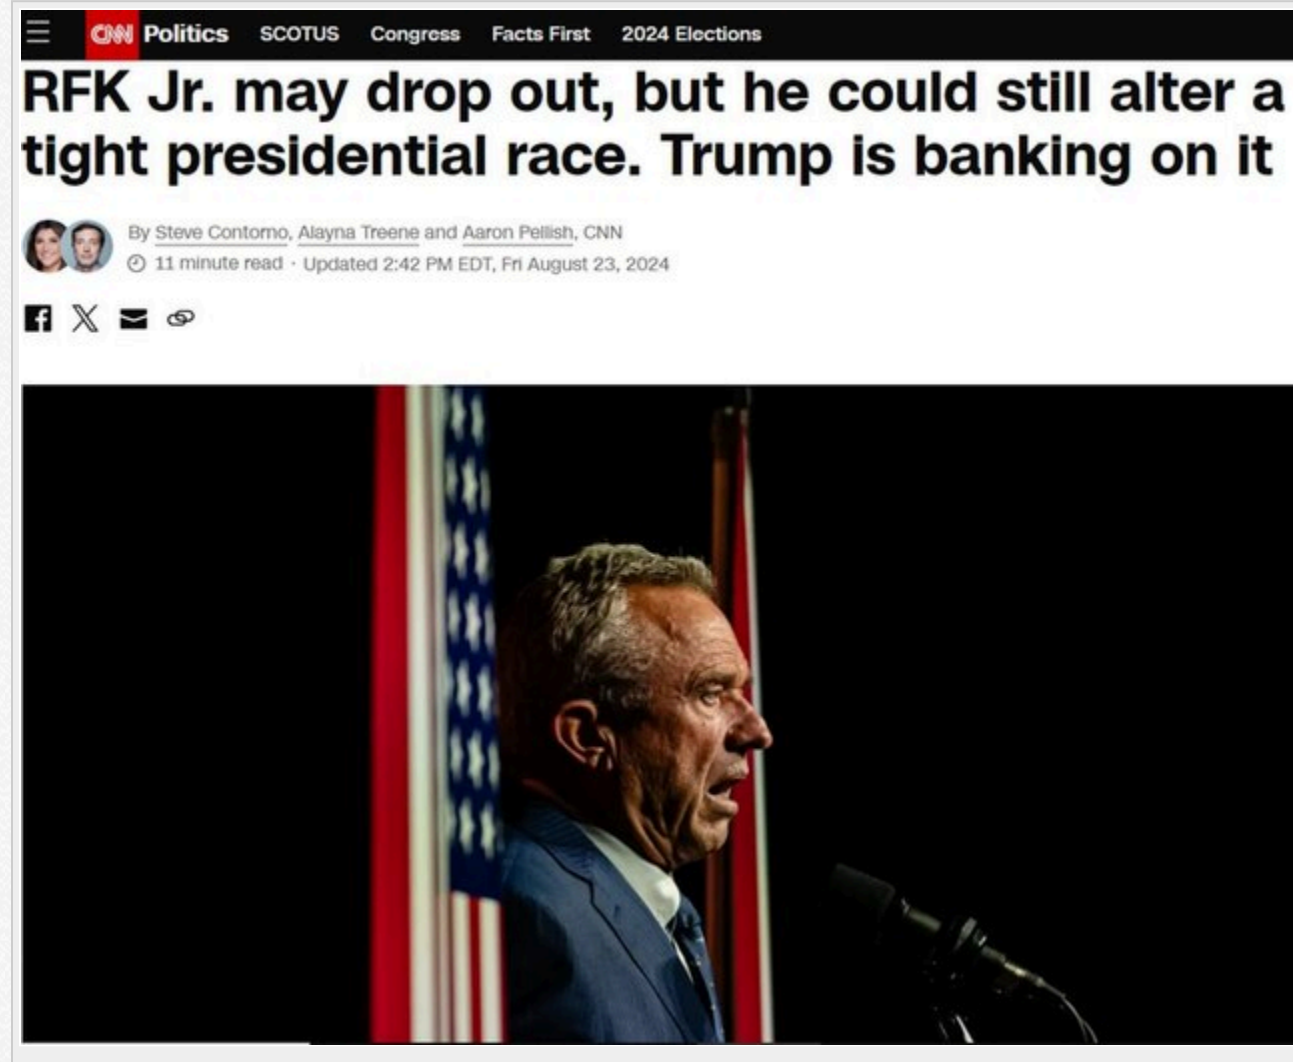 CNN Politics SCOTUS Congress Facts First 2024 Elections
RFK Jr. may drop out, but he could still alter a
tight presidential race. Trump is banking on it
By Steve Contorno, Alayna Treene and Aaron Pellish, CNN
11 minute read · Updated 2:42 PM EDT, Fri August 23, 2024